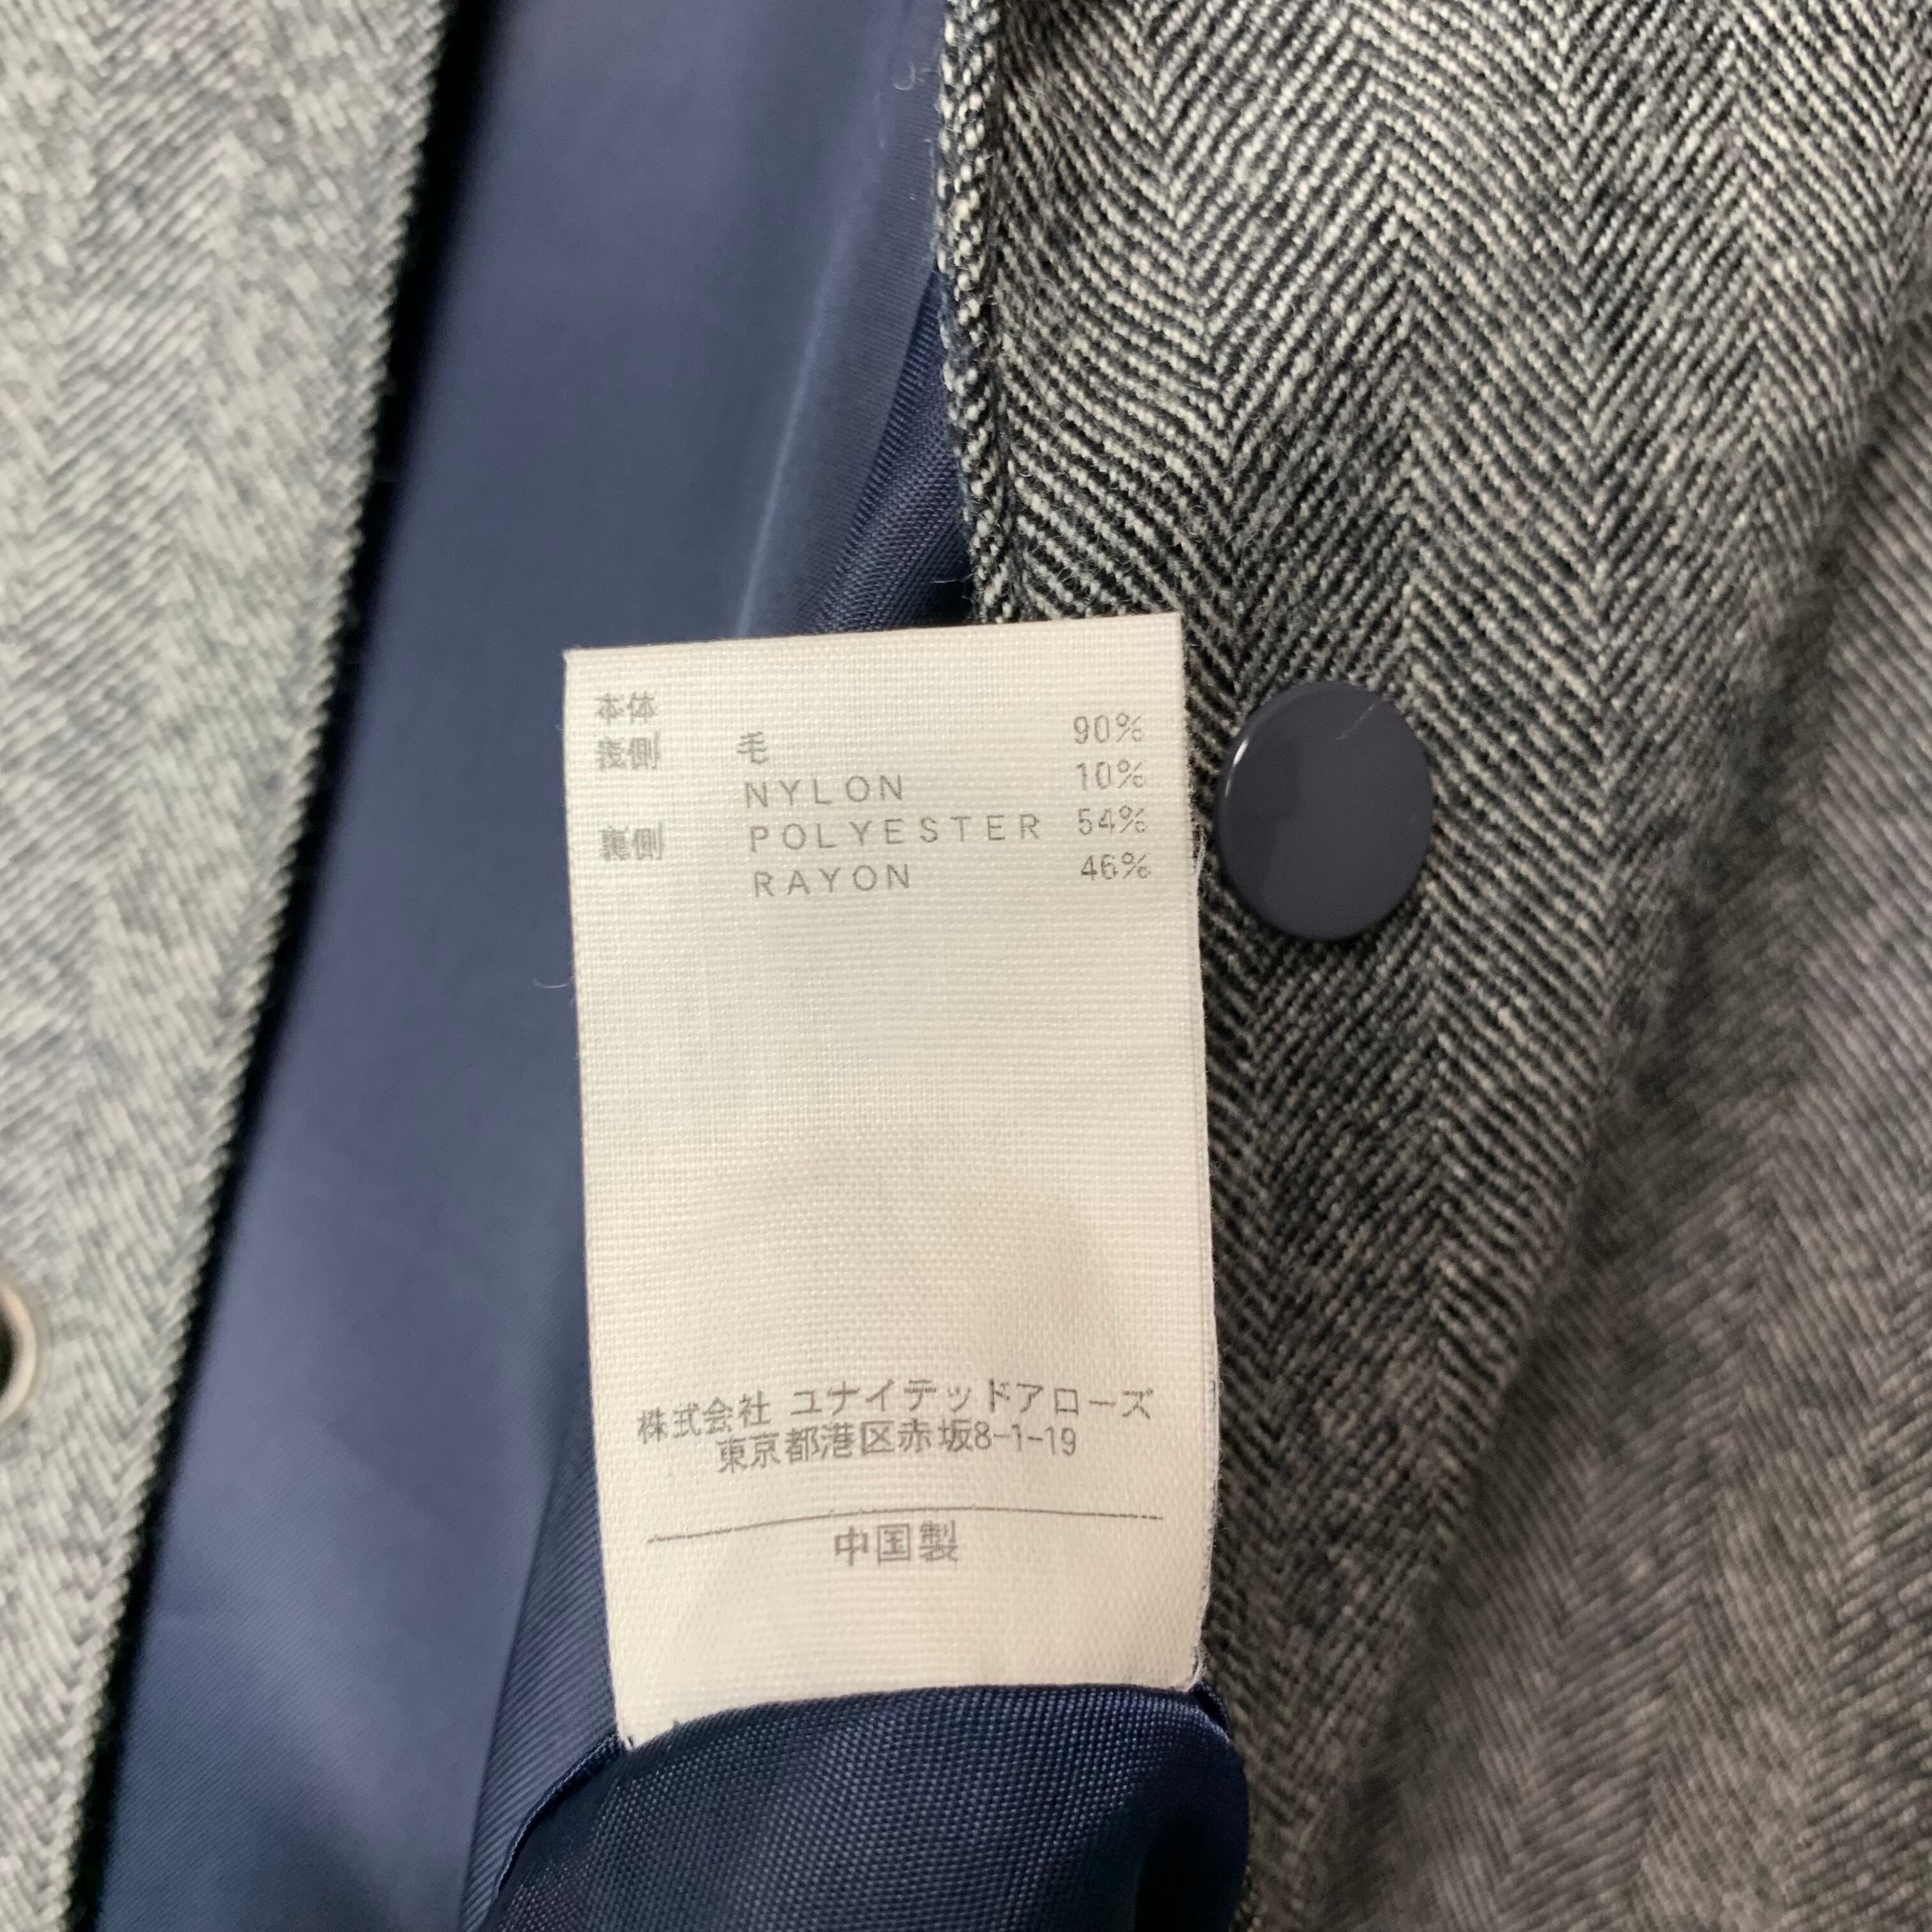 本体
表側 毛 90%
NYLON 10%
裏側 POLYESTER 54%
RAYON 46%
株式会社 ユナイテッドアローズ
東京都港区赤坂8-1-19
中国製